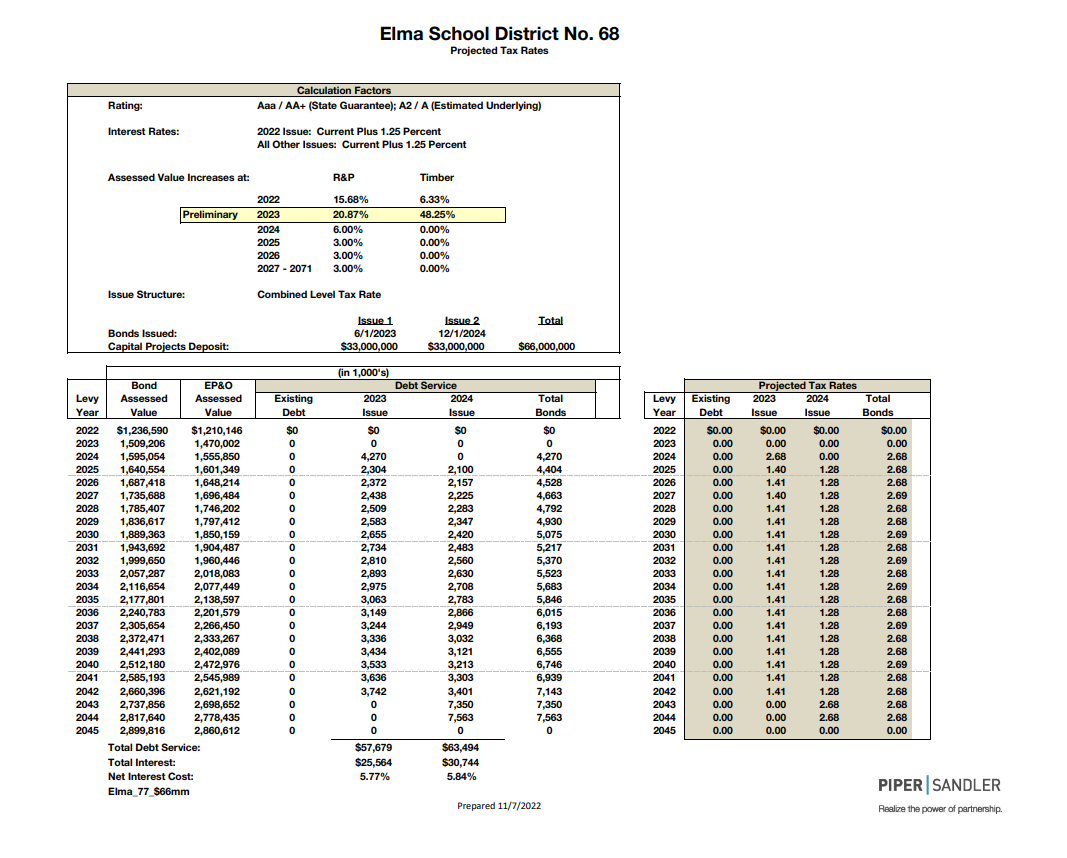 Elma School District No. 68
Projected Tax Rates
Calculation Factors
Rating: Aaa / AA+ (State Guarantee); A2 / A (Estimated Underlying)
Interest Rates: 2022 Issue: Current Plus 1.25 Percent
All Other Issues: Current Plus 1.25 Percent
Assessed Value Increases at: R&P Timber
2022 15.68% 6.33%
Preliminary 2023 20.87% 48.25%
2024 6.00% 0.00%
2025 3.00% 0.00%
2026 3.00% 0.00%
2027 - 2071 3.00% 0.00%
Issue Structure: Combined Level Tax Rate
Issue 1 Issue 2 Total
Bonds Issued: 6/1/2023 12/1/2024
Capital Projects Deposit: $33,000,000 $33,000,000 $66,000,000
(in 1,000's)
Bond EP&O Debt Service Projected Tax Rates
Levy Assessed Assessed Existing 2023 2024 Total Levy Existing 2023 2024 Total
Year Value Value Debt Issue Issue Bonds Year Debt Issue Issue Bonds
2022 $1,236,590 $1,210,146 $0 $0 $0 $0 2022 $0.00 $0.00 $0.00 $0.00
2023 1,509,206 1,470,002 0 0 0 0 2023 0.00 0.00 0.00 0.00
2024 1,595,054 1,555,850 0 4,270 0 4,270 2024 0.00 2.68 0.00 2.68
2025 1,640,554 1,601,349 0 2,304 2,100 4,404 2025 0.00 1.40 1.28 2.68
2026 1,687,418 1,648,214 0 2,372 2,157 4,528 2026 0.00 1.41 1.28 2.68
2027 1,735,688 1,696,484 0 2,438 2,225 4,663 2027 0.00 1.40 1.28 2.69
2028 1,785,407 1,746,202 0 2,509 2,283 4,792 2028 0.00 1.41 1.28 2.68
2029 1,836,617 1,797,412 0 2,583 2,347 4,930 2029 0.00 1.41 1.28 2.68
2030 1,889,363 1,850,159 0 2,655 2,420 5,075 2030 0.00 1.41 1.28 2.69
2031 1,943,692 1,904,487 0 2,734 2,483 5,217 2031 0.00 1.41 1.28 2.68
2032 1,999,650 1,960,446 0 2,810 2,560 5,370 2032 0.00 1.41 1.28 2.69
2033 2,057,287 2,018,083 0 2,893 2,630 5,523 2033 0.00 1.41 1.28 2.68
2034 2,116,654 2,077,449 0 2,975 2,708 5,683 2034 0.00 1.41 1.28 2.68
2035 2,177,801 2,138,597 0 3,063 2,783 5,846 2035 0.00 1.41 1.28 2.68
2036 2,240,783 2,201,579 0 3,149 2,866 6,015 2036 0.00 1.41 1.28 2.68
2037 2,305,654 2,266,450 0 3,244 2,949 6,193 2037 0.00 1.41 1.28 2.69
2038 2,372,471 2,333,267 0 3,336 3,032 6,368 2038 0.00 1.41 1.28 2.68
2039 2,441,293 2,402,089 0 3,434 3,121 6,555 2039 0.00 1.41 1.28 2.69
2040 2,512,180 2,472,976 0 3,533 3,213 6,746 2040 0.00 1.41 1.28 2.69
2041 2,585,193 2,545,989 0 3,636 3,303 6,939 2041 0.00 1.41 1.28 2.68
2042 2,660,396 2,621,192 0 3,742 3,401 7,143 2042 0.00 1.41 1.28 2.68
2043 2,737,856 2,698,652 0 0 7,350 7,350 2043 0.00 0.00 2.68 2.68
2044 2,817,640 2,778,435 0 0 7,563 7,563 2044 0.00 0.00 2.68 2.68
2045 2,899,816 2,860,612 0 0 0 0 2045 0.00 0.00 0.00 0.00
Total Debt Service: $57,679 $63,494
Total Interest: $25,564 $30,744
Net Interest Cost: 5.77% 5.84%
Elma_77_$66mm
Prepared 11/7/2022
PIPER SANDLER
Realize the power of partnership.